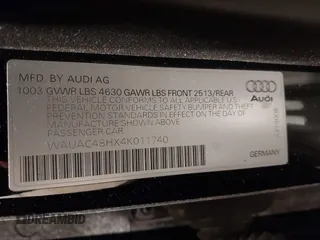 MFD. BY AUDI AG
1003 GVWR LBS 4630 GAWR LBS FRONT 2513/REAR
THIS VEHICLE CONFORMS TO ALL APPLICABLE U.S.
FEDERAL MOTOR VEHICLE SAFETY, BUMPER AND THEFT
PREVENTION STANDARDS IN EFFECT ON THE DATE
OF MANUFACTURE SHOWN ABOVE.
PASSENGER CAR
Audi
WAUAC48HX4K011740
GERMANY
DREAMBID